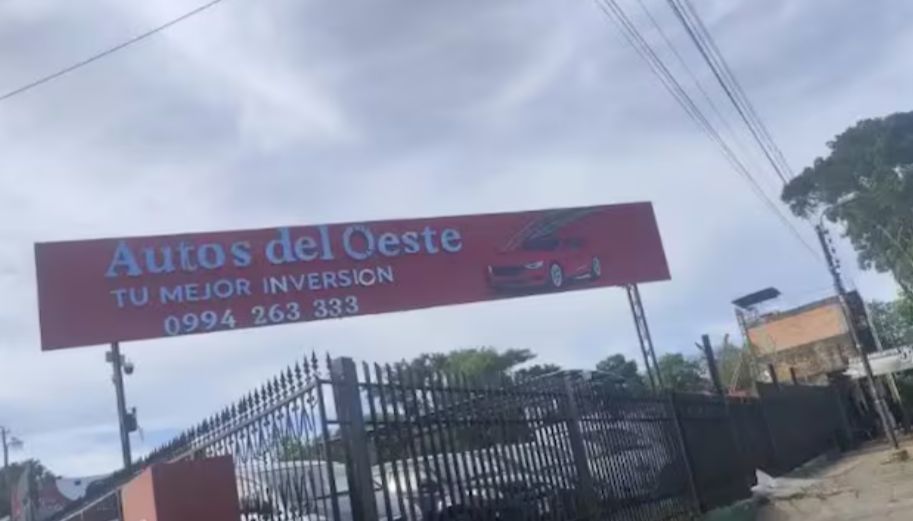 Autos del Oeste
TU MEJOR INVERSION
0994 263 333